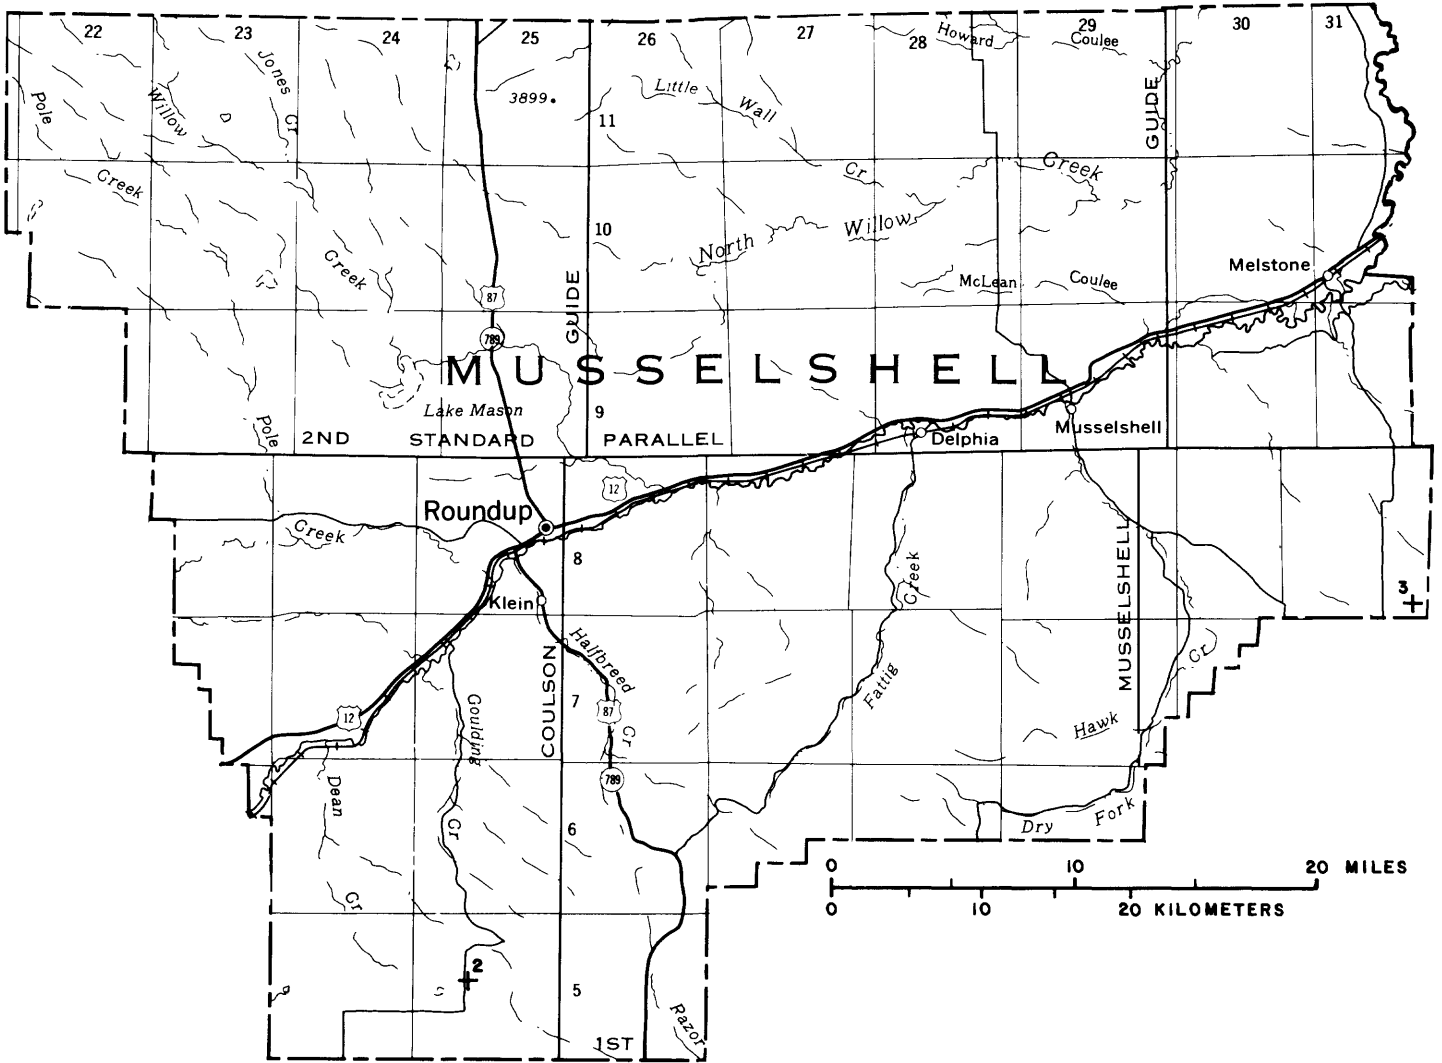 22 23 24 25 26 27 28 29 30 31
Howard Coulee
Jones Cr
Pole
Willow
3899
Little Wall Cr
11
GUIDE
Creek
Creek
10
North Willow Creek
Creek
McLean Coulee
Melstone
87
GUIDE
789
MUSSELSHELL
Lake Mason
9
Pole
2ND STANDARD PARALLEL
Delphia
Musselshell
12
Roundup
Creek
8
MUSSELSHELL
Creek
3
Klein
Halfbreed
COULSON
Cr
Fattig
7
Goulding
12
87
Cr
Hawk
789
Dean
6
Cr
Dry Fork
0 10 20 MILES
0 10 20 KILOMETERS
Cr
2
5
Razor
1ST